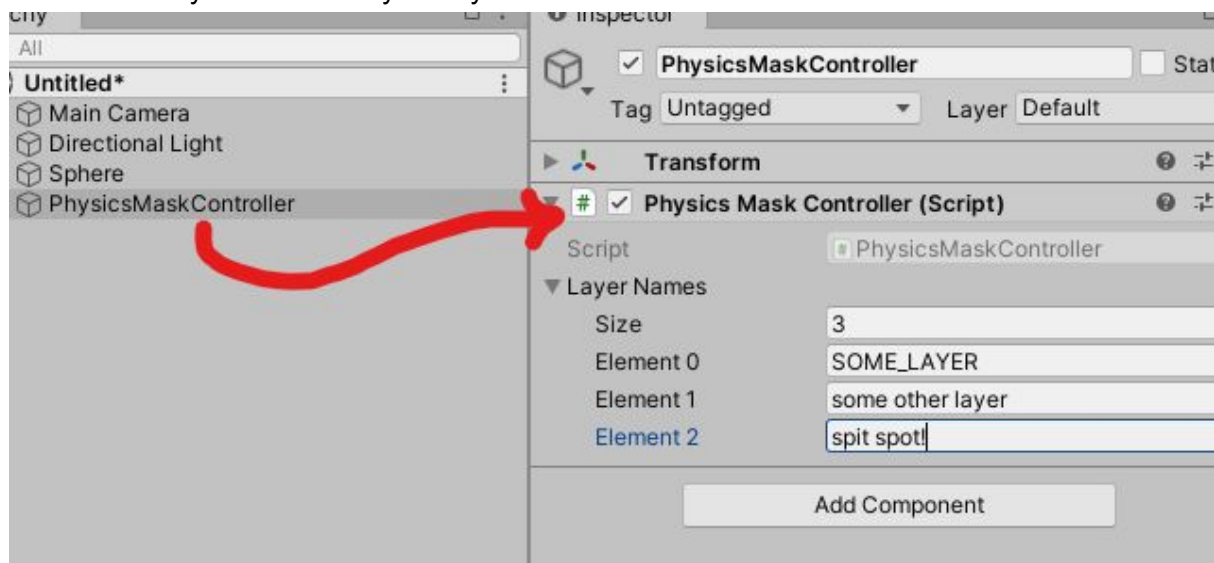 All
Untitled*
Main Camera
Directional Light
Sphere
PhysicsMaskController
Inspector
PhysicsMaskController
Stat
Tag Untagged Layer Default
Transform
# Physics Mask Controller (Script)
Script # PhysicsMaskController
Layer Names
Size 3
Element 0 SOME_LAYER
Element 1 some other layer
Element 2 spit spot!
Add Component